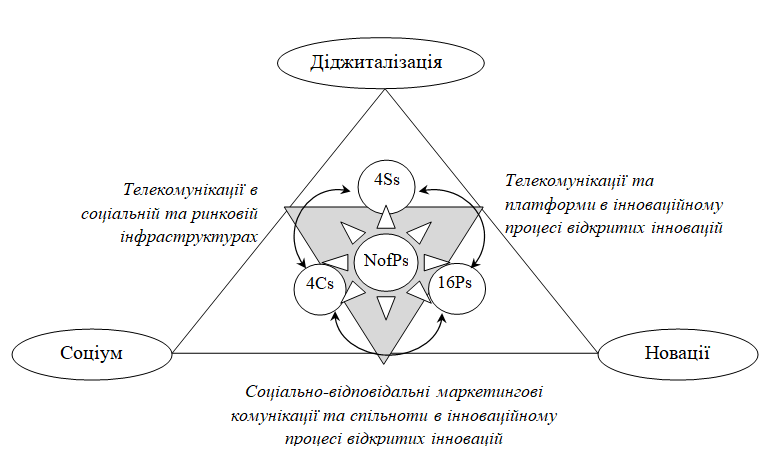 Діджиталізація
4Ss
Телекомунікації в
соціальній та ринковій
інфраструктурах
Телекомунікації та
платформи в інноваційному
процесі відкритих інновацій
NofPs
4Cs
16Ps
Соціум
Новації
Соціально-відповідальні маркетингові
комунікації та спільноти в інноваційному
процесі відкритих інновацій